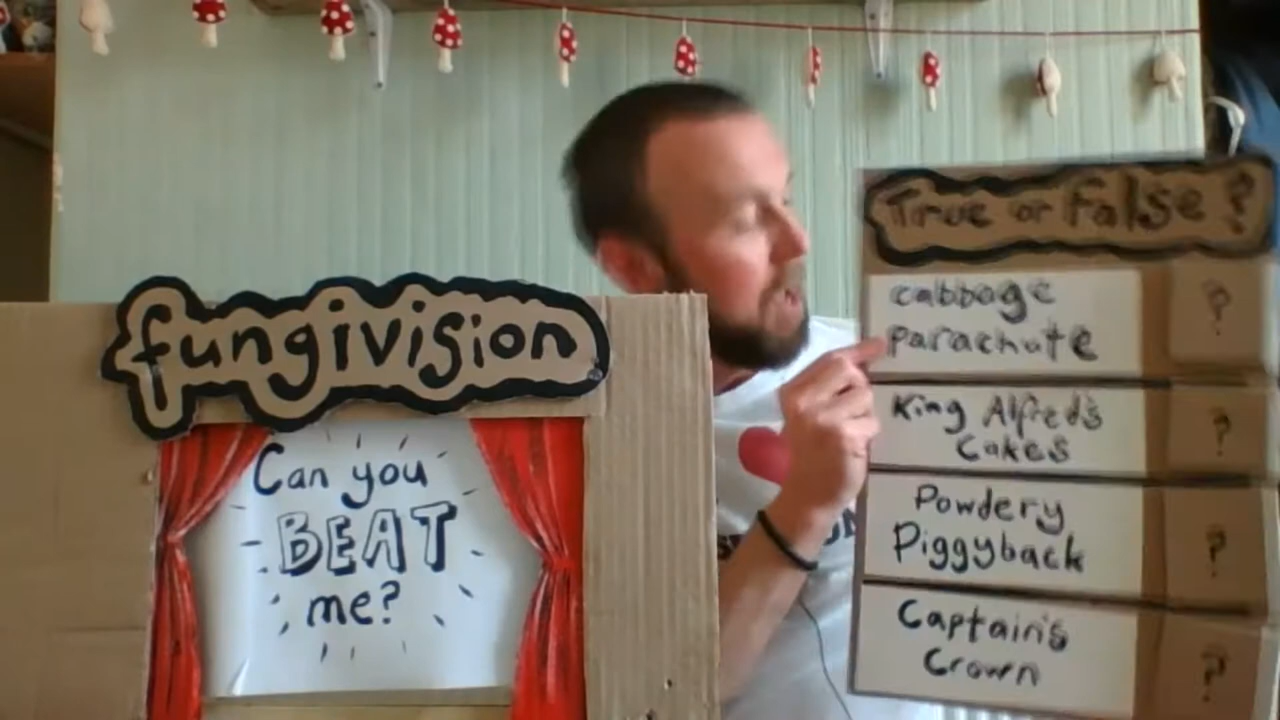 fungivision
Can you
BEAT
me?
True or False ?
cabbage
parachute
?
King Alfred's
Cakes
?
Powdery
Piggyback
?
Captain's
Crown
?